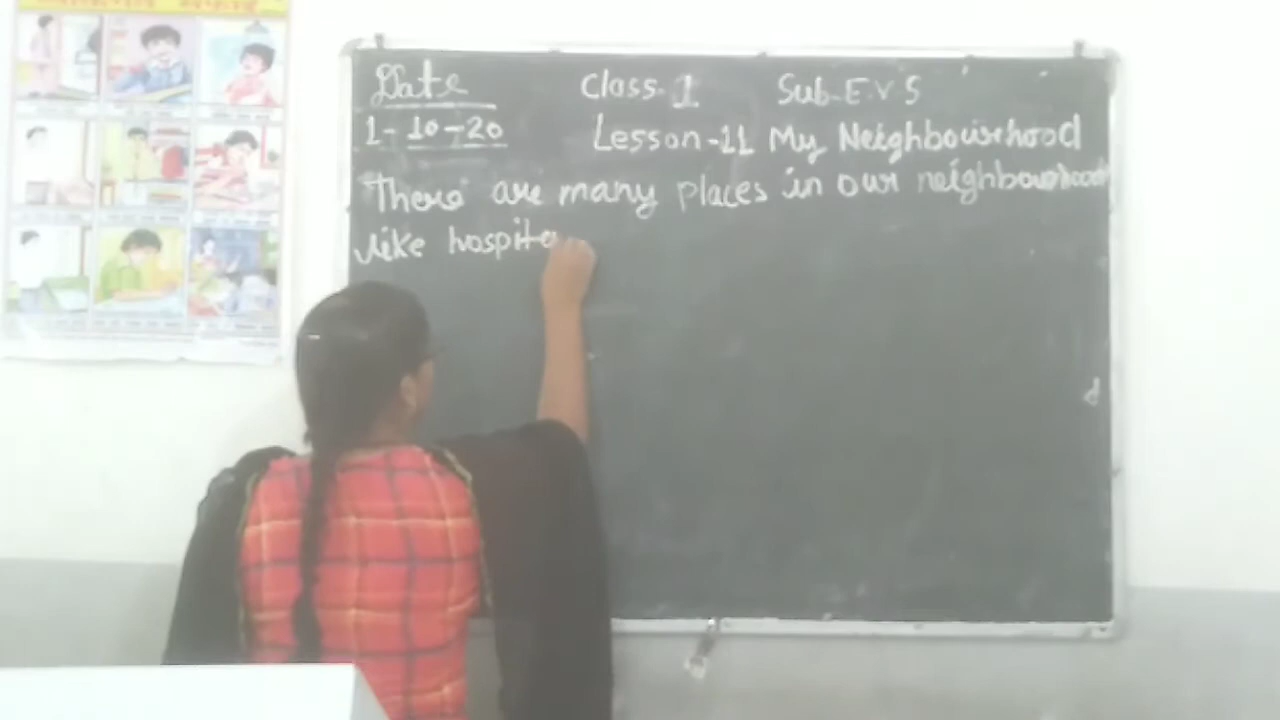 Date Class-1 Sub-E.V.S
1-10-20 Lesson-11 My Neighbourhood
There are many places in our neighbourhood
like hospita